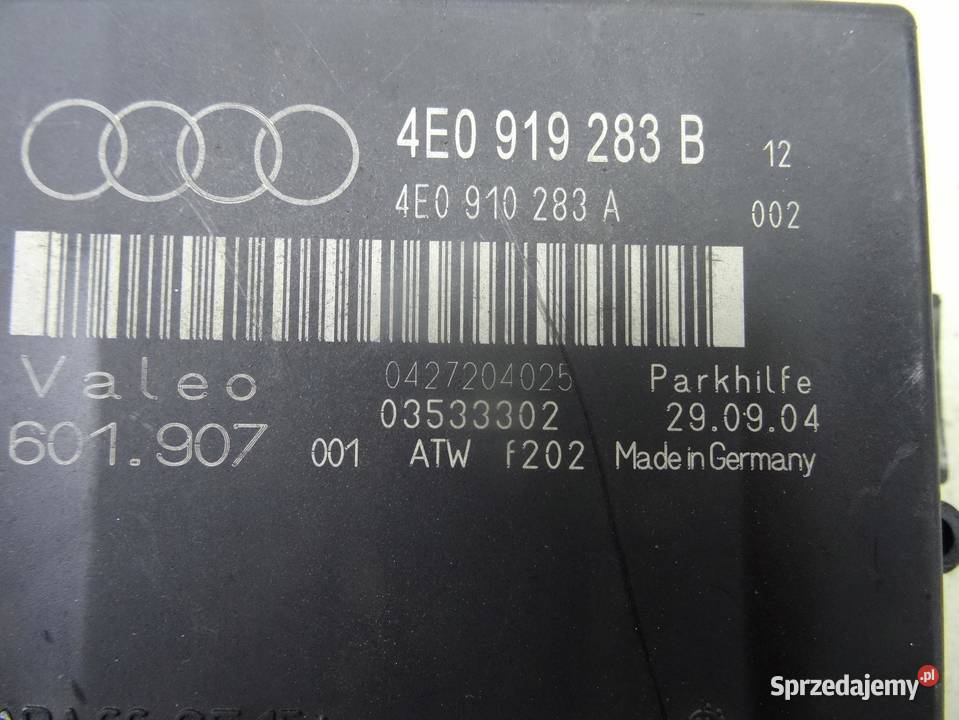 4E0 919 283 B 12
4E0 910 283 A 002
Valeo 0427204025 Parkhilfe
03533302 29.09.04
601.907 001 ATW f202 Made in Germany
Sprzedajemy.pl